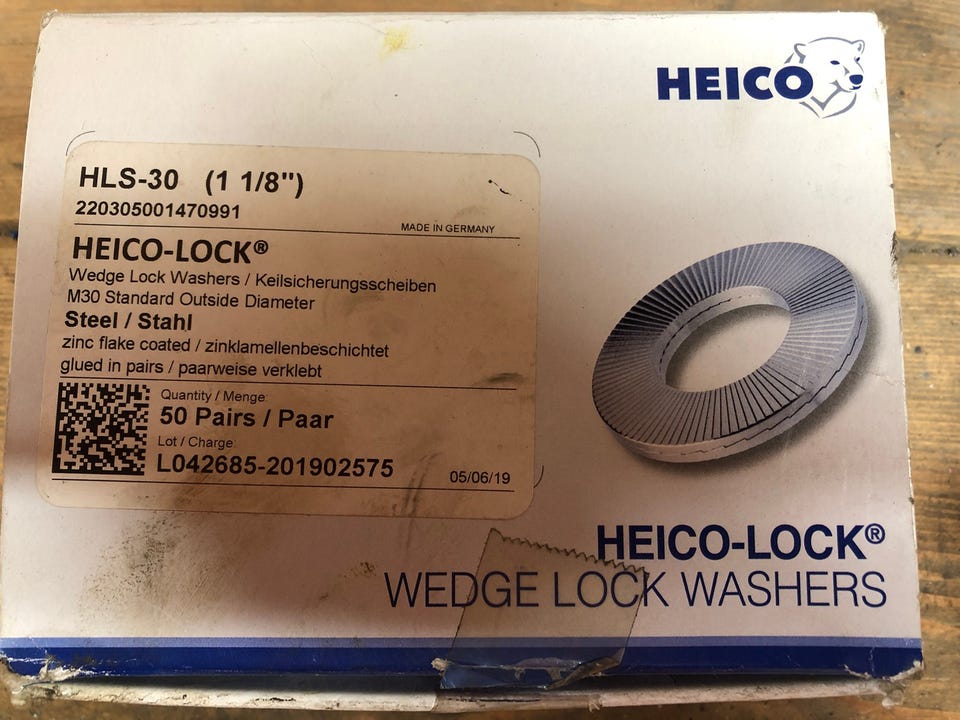 HEICO
HLS-30 (1 1/8")
220305001470991
MADE IN GERMANY
HEICO-LOCK®
Wedge Lock Washers / Keilsicherungsscheiben
M30 Standard Outside Diameter
Steel / Stahl
zinc flake coated / zinklamellenbeschichtet
glued in pairs / paarweise verklebt
Quantity / Menge:
50 Pairs / Paar
Lot / Charge:
L042685-201902575
05/06/19
HEICO-LOCK®
WEDGE LOCK WASHERS